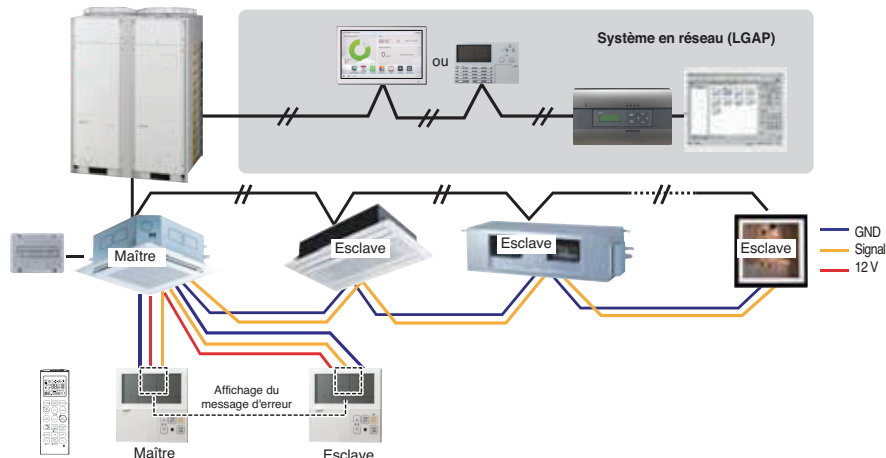 Système en réseau (LGAP)
ou
Maître
Esclave
Esclave
Esclave
GND
Signal
12 V
Affichage du
message d'erreur
Maître
Esclave